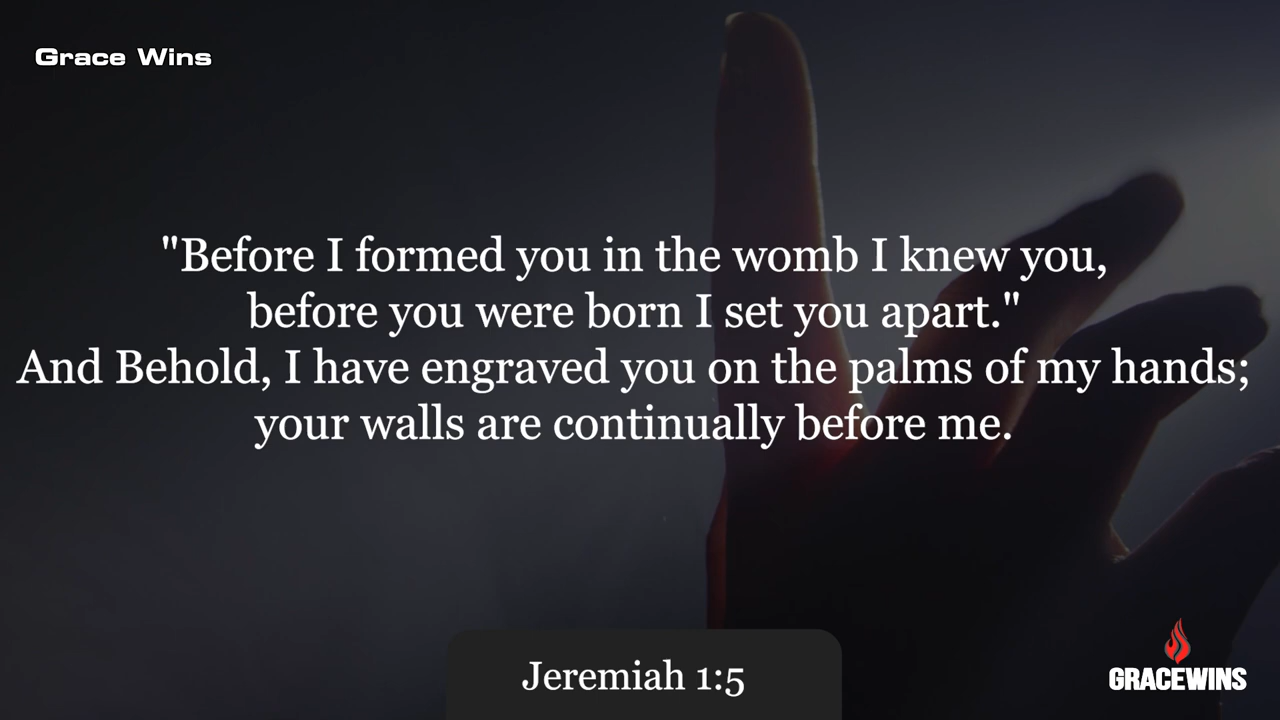 Grace Wins
"Before I formed you in the womb I knew you,
before you were born I set you apart."
And Behold, I have engraved you on the palms of my hands;
your walls are continually before me.
Jeremiah 1:5
GRACEWINS